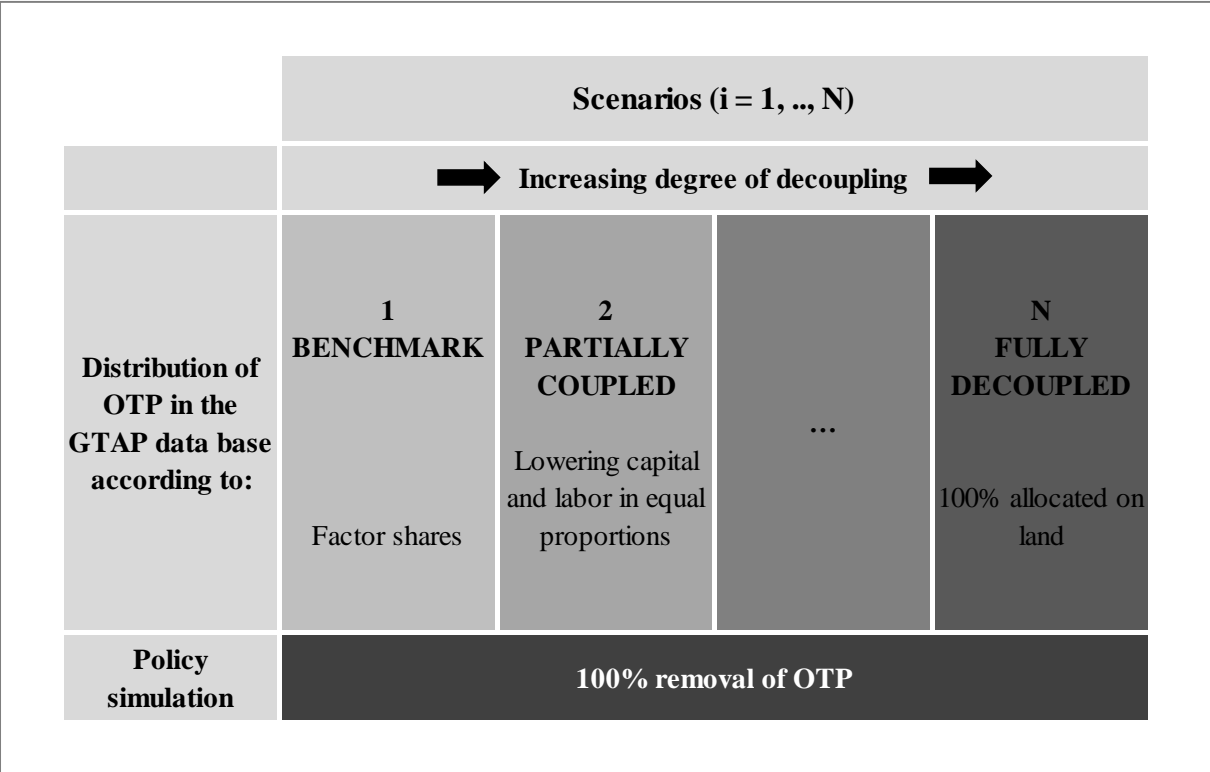 Scenarios (i = 1, .., N)
Increasing degree of decoupling
Distribution of
OTP in the
GTAP data base
according to:
1
BENCHMARK
Factor shares
2
PARTIALLY
COUPLED
Lowering capital
and labor in equal
proportions
…
N
FULLY
DECOUPLED
100% allocated on
land
Policy
simulation
100% removal of OTP